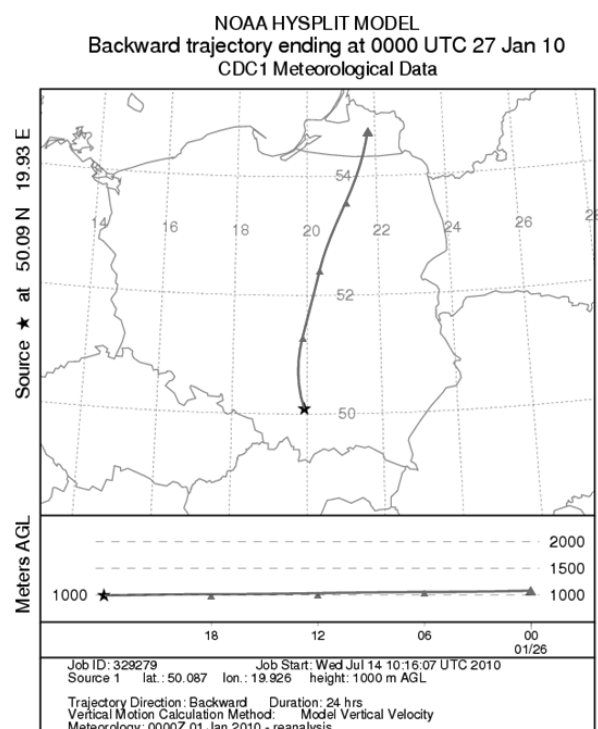 NOAA HYSPLIT MODEL
Backward trajectory ending at 0000 UTC 27 Jan 10
CDC1 Meteorological Data
Source ★ at 50.09 N 19.93 E
54
14 16 18 20 22 24 26 28
52
50
Meters AGL
2000
1500
1000 1000
18 12 06 00
01/26
Job ID: 329279 Job Start: Wed Jul 14 10:16:07 UTC 2010
Source 1 lat.: 50.087 lon.: 19.926 height: 1000 m AGL
Trajectory Direction: Backward Duration: 24 hrs
Vertical Motion Calculation Method: Model Vertical Velocity
Meteorology: 0000Z 01 Jan 2010 - reanalysis